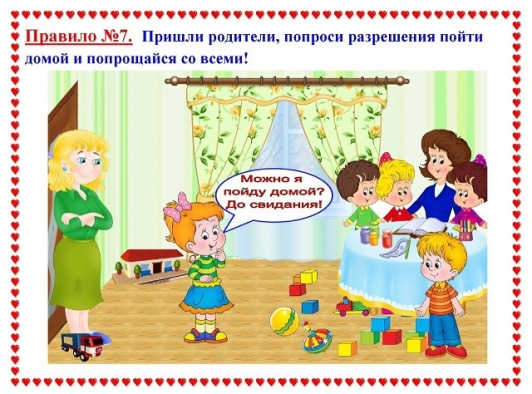 Правило №7. Пришли родители, попроси разрешения пойти
домой и попрощайся со всеми!
Можно я
пойду домой?
До свидания!